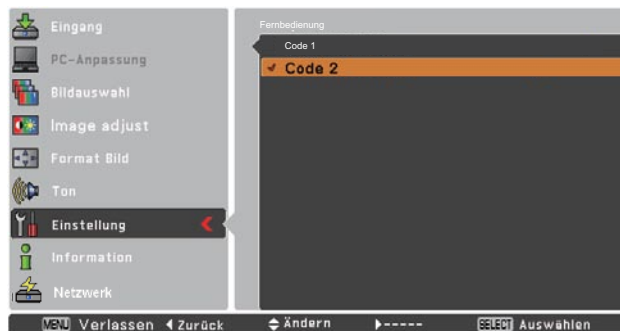 Eingang
PC-Anpassung
Bildauswahl
Image adjust
Format Bild
Ton
Einstellung
Information
Netzwerk
Fernbedienung
Code 1
Code 2
MENU Verlassen Zurück Ändern ----- SELECT Auswählen